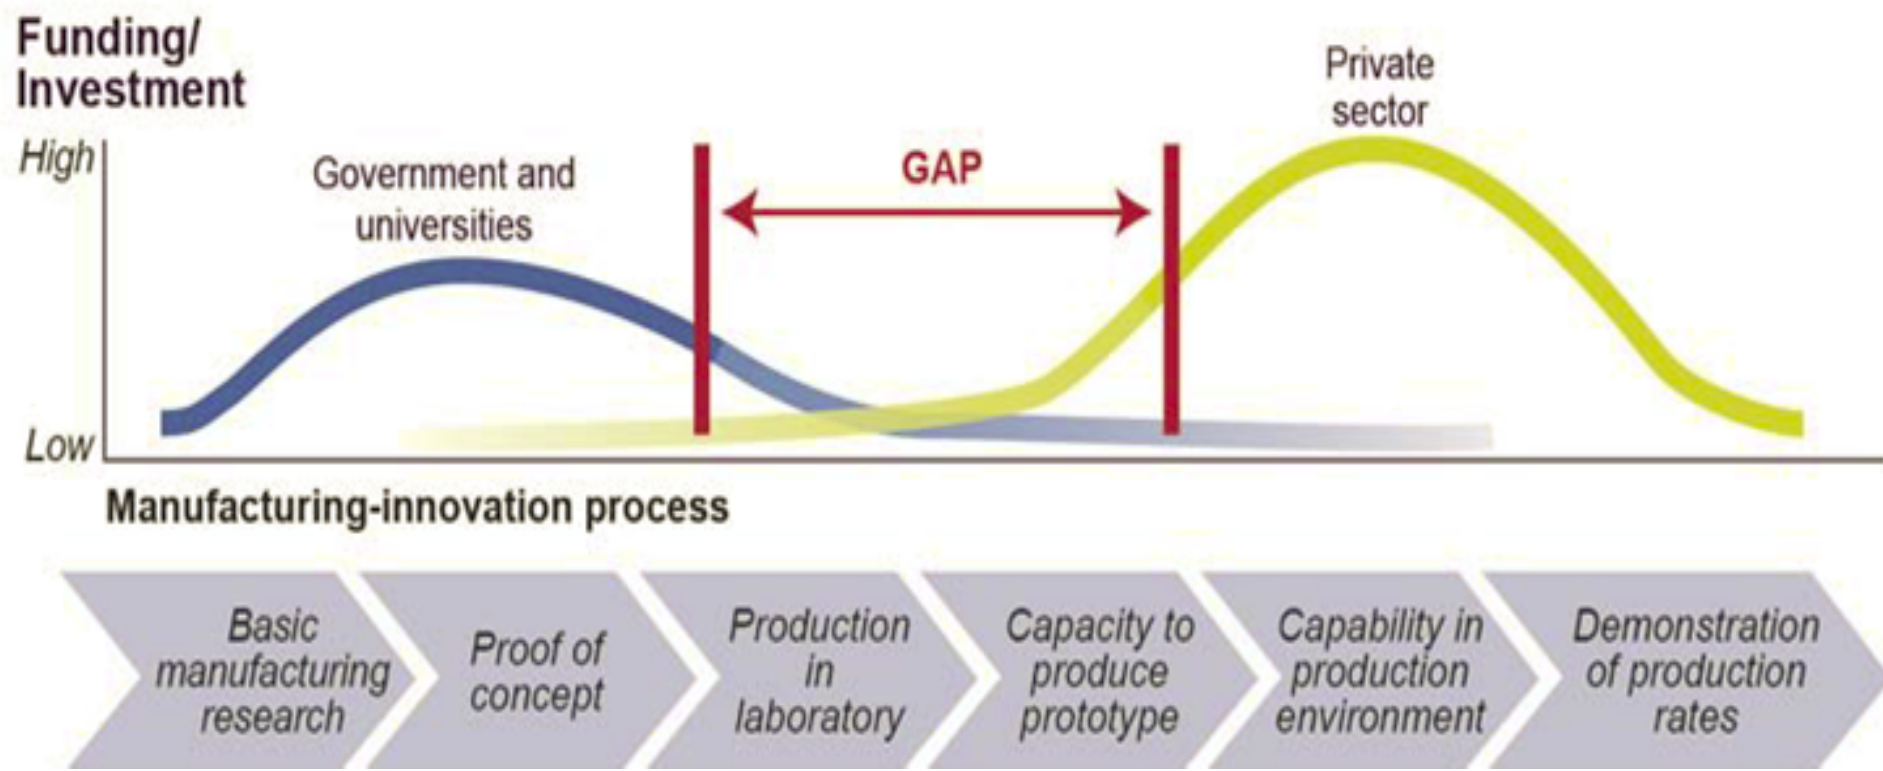 Funding/
Investment
High
Government and
universities
GAP
Private
sector
Low
Manufacturing-innovation process
Basic
manufacturing
research
Proof of
concept
Production
in
laboratory
Capacity to
produce
prototype
Capability in
production
environment
Demonstration
of production
rates